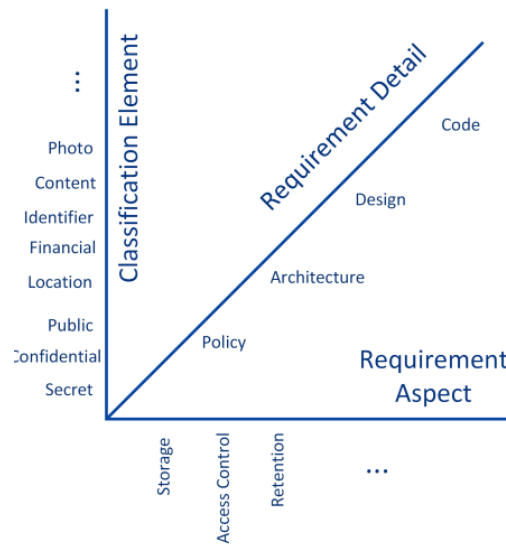 ...
Classification Element
Photo
Content
Identifier
Financial
Location
Public
Confidential
Secret
Requirement Detail
Code
Design
Architecture
Policy
Requirement
Aspect
Storage
Access Control
Retention
...